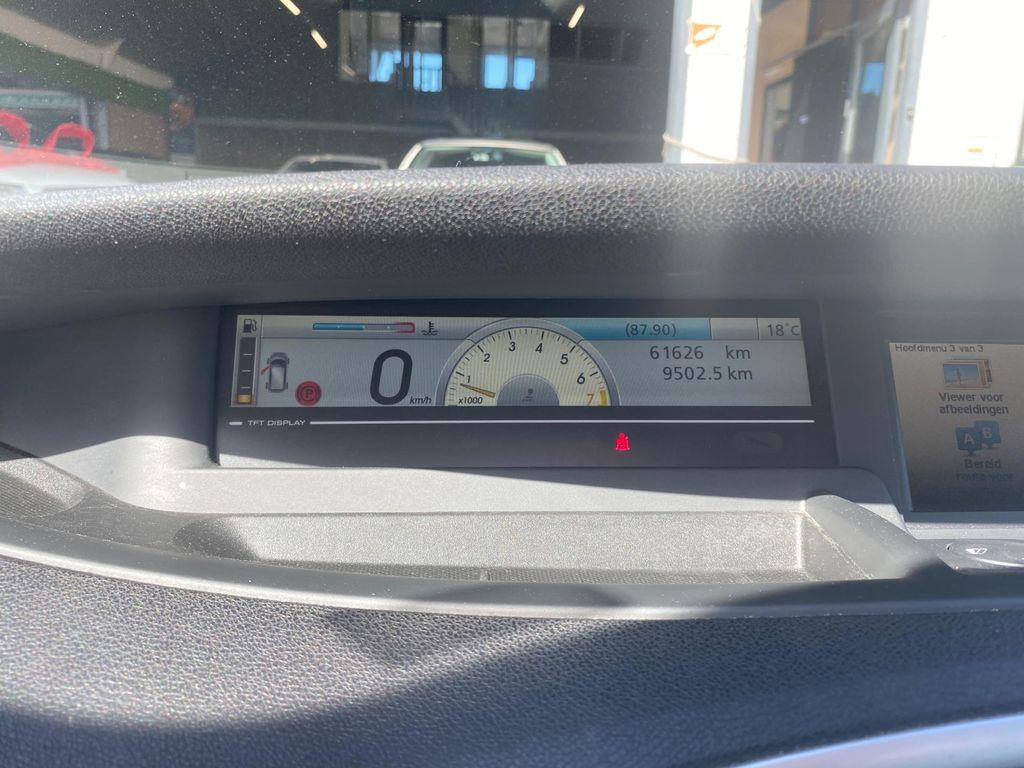 (87.90)
18°C
61626 km
9502.5 km
0 km/h
1 2 3 4 5 6 7
x1000
P
TFT DISPLAY
Hoofdmenu 3 van 3
Viewer voor
afbeeldingen
A B
Bereid
route voor